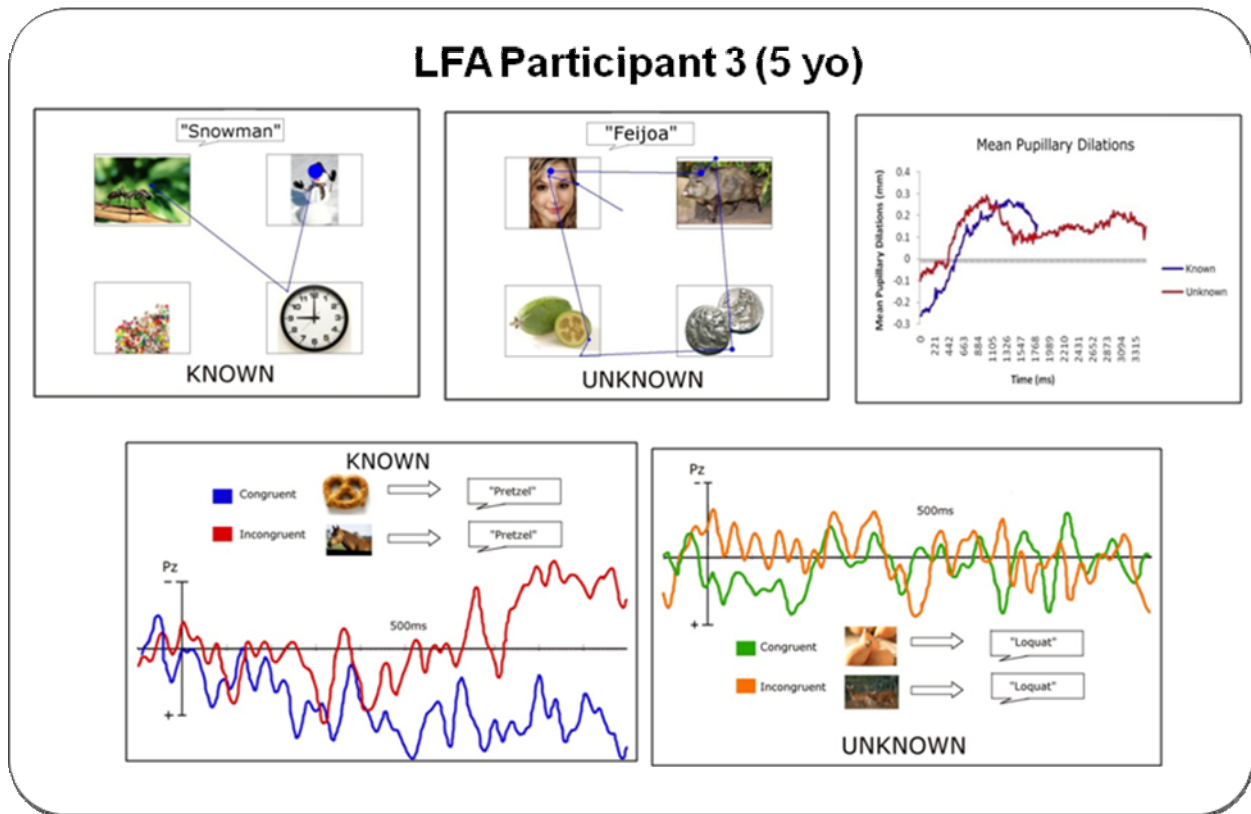 LFA Participant 3 (5 yo)
"Snowman"
KNOWN
"Feijoa"
UNKNOWN
Mean Pupillary Dilations
Mean Pupillary Dilations (mm)
0.4
0.3
0.2
0.1
0
-0.1
-0.2
-0.3
0
221
442
663
884
1105
1326
1547
1768
1989
2210
2431
2652
2873
3094
3315
Time (ms)
Known
Unknown
KNOWN
Congruent
"Pretzel"
Incongruent
"Pretzel"
Pz
-
500ms
+
Pz
-
500ms
+
Congruent
"Loquat"
Incongruent
"Loquat"
UNKNOWN